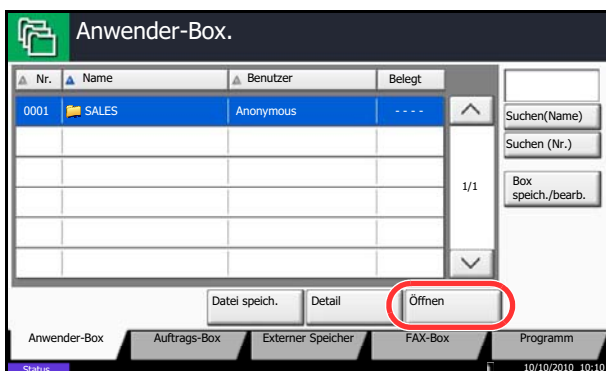 Anwender-Box.
Nr. Name Benutzer Belegt
0001 SALES Anonymous ----
Suchen(Name)
Suchen (Nr.)
1/1
Box
speich./bearb.
Datei speich. Detail Öffnen
Anwender-Box Auftrags-Box Externer Speicher FAX-Box Programm
Status 10/10/2010 10:10